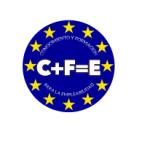 CONOCIMIENTO Y FORMACIÓN
C+F=E
PARA LA EMPLEABILIDAD